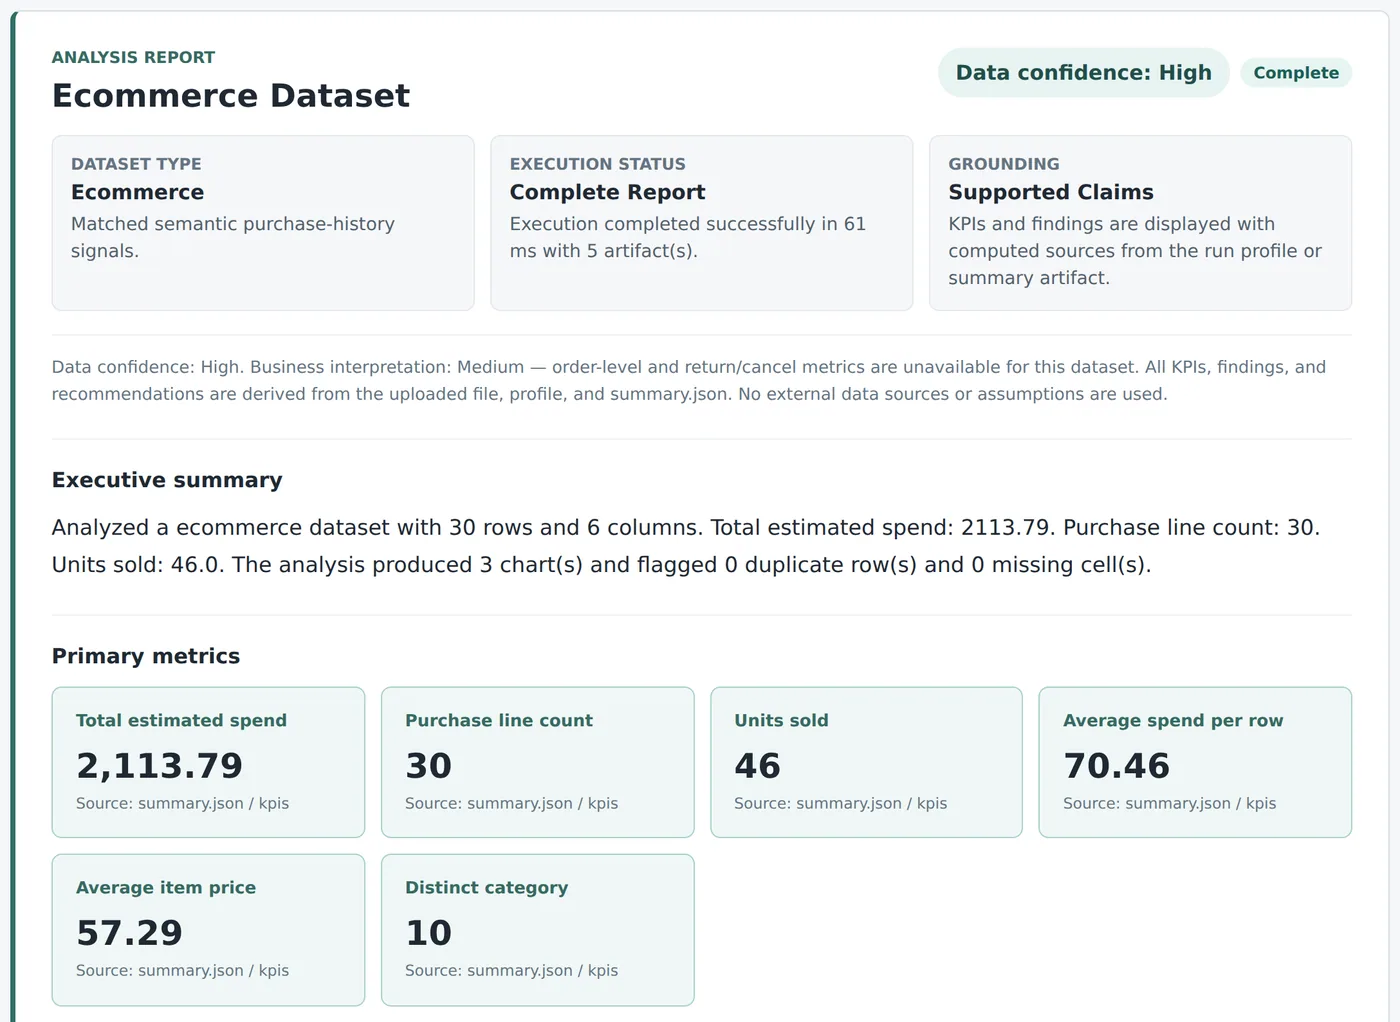 ANALYSIS REPORT
Ecommerce Dataset
Data confidence: High
Complete
DATASET TYPE
Ecommerce
Matched semantic purchase-history
signals.
EXECUTION STATUS
Complete Report
Execution completed successfully in 61
ms with 5 artifact(s).
GROUNDING
Supported Claims
KPIs and findings are displayed with
computed sources from the run profile or
summary artifact.
Data confidence: High. Business interpretation: Medium — order-level and return/cancel metrics are unavailable for this dataset. All KPIs, findings, and
recommendations are derived from the uploaded file, profile, and summary.json. No external data sources or assumptions are used.
Executive summary
Analyzed a ecommerce dataset with 30 rows and 6 columns. Total estimated spend: 2113.79. Purchase line count: 30.
Units sold: 46.0. The analysis produced 3 chart(s) and flagged 0 duplicate row(s) and 0 missing cell(s).
Primary metrics
Total estimated spend
2,113.79
Source: summary.json / kpis
Purchase line count
30
Source: summary.json / kpis
Units sold
46
Source: summary.json / kpis
Average spend per row
70.46
Source: summary.json / kpis
Average item price
57.29
Source: summary.json / kpis
Distinct category
10
Source: summary.json / kpis